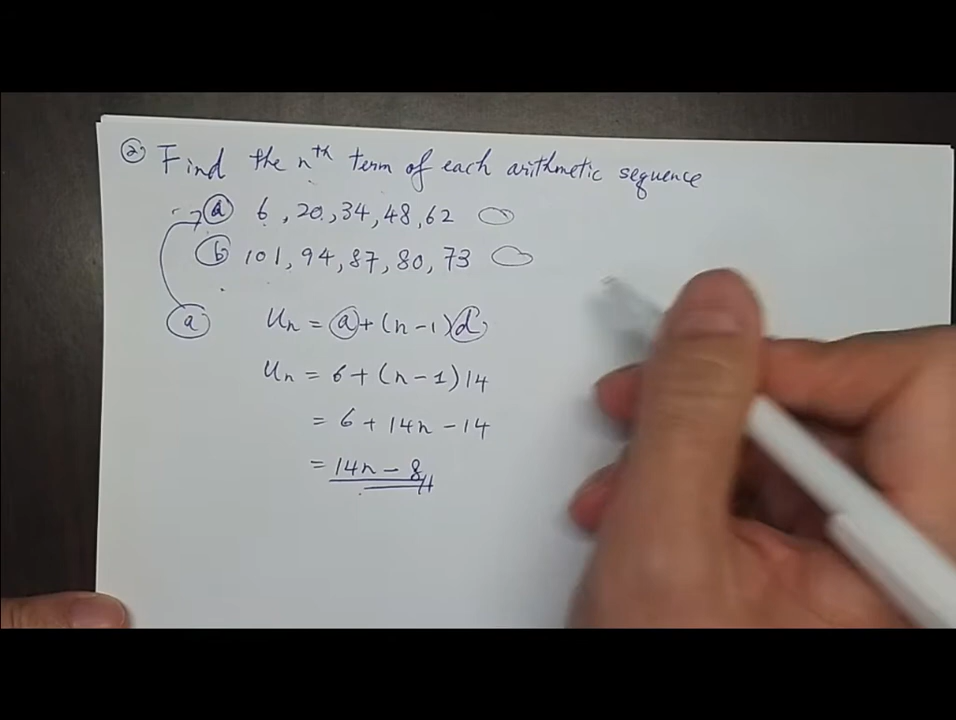 ② Find the nth term of each arithmetic sequence
ⓐ 6, 20, 34, 48, 62
ⓑ 101, 94, 87, 80, 73
ⓐ Un = a + (n - 1)d
Un = 6 + (n - 1)14
= 6 + 14n - 14
= 14n - 8